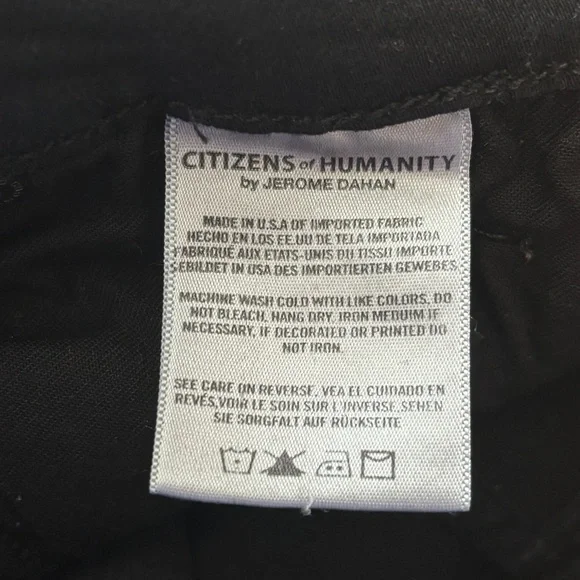 CITIZENS of HUMANITY
by JEROME DAHAN
MADE IN U.S.A OF IMPORTED FABRIC
HECHO EN LOS EE.UU DE TELA IMPORTADA
FABRIQUE AUX ETATS-UNIS DU TISSU IMPORTE
GEBILDET IN USA DES IMPORTIERTEN GEWEBES
MACHINE WASH COLD WITH LIKE COLORS. DO
NOT BLEACH. HANG DRY. IRON MEDUIM IF
NECESSARY, IF DECORATED OR PRINTED DO
NOT IRON.
SEE CARE ON REVERSE. VEA EL CUIDADO EN
REVÉS,VOIR LE SOIN SUR L'INVERSE.SEHEN
SIE SORGFALT AUF RÜCKSEITE